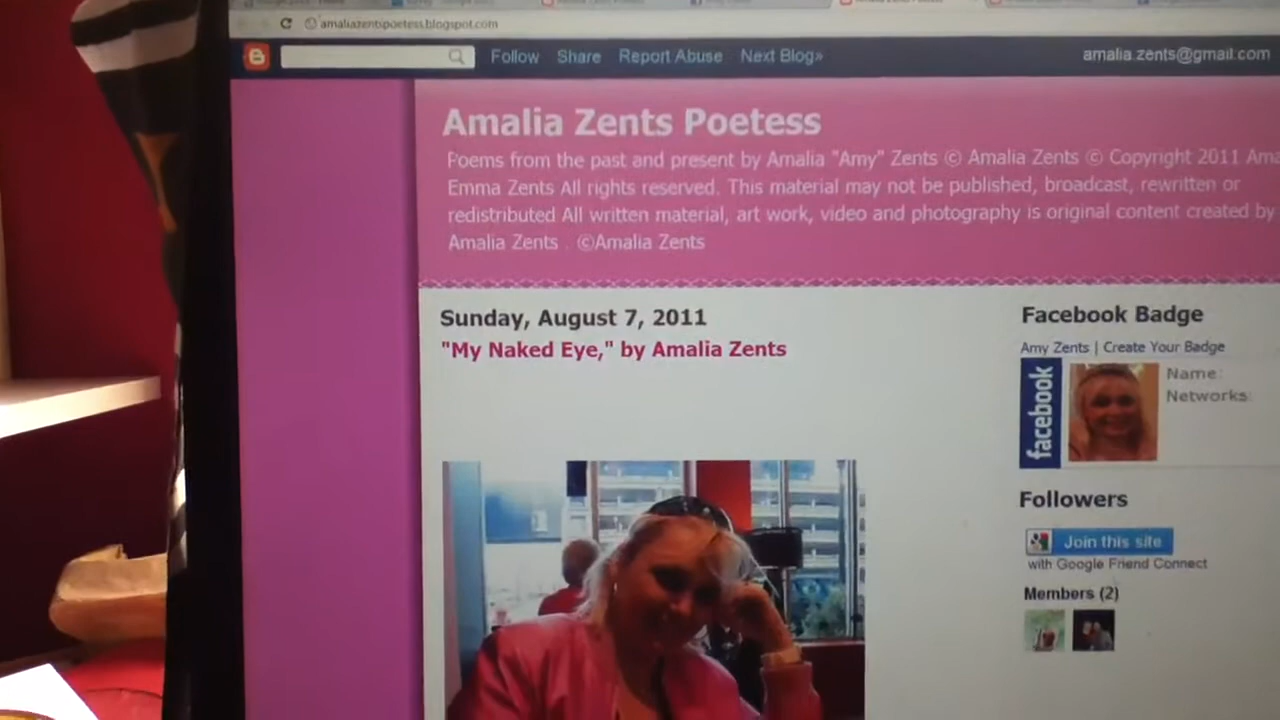 amaliazentspoetess.blogspot.com
Follow Share Report Abuse Next Blog» amalia.zents@gmail.com
Amalia Zents Poetess
Poems from the past and present by Amalia "Amy" Zents © Amalia Zents © Copyright 2011 Ama
Emma Zents All rights reserved. This material may not be published, broadcast, rewritten or
redistributed All written material, art work, video and photography is original content created by
Amalia Zents . ©Amalia Zents
Sunday, August 7, 2011
"My Naked Eye," by Amalia Zents
Facebook Badge
Amy Zents | Create Your Badge
facebook
Name:
Networks:
Followers
Join this site
with Google Friend Connect
Members (2)